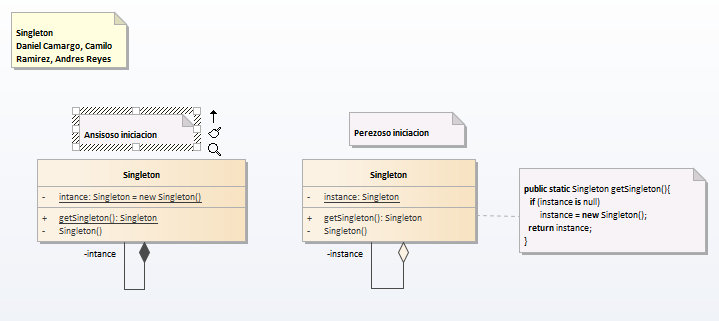 Singleton
Daniel Camargo, Camilo
Ramirez, Andres Reyes
Ansisoso iniciacion
Perezoso iniciacion
Singleton
- intance: Singleton = new Singleton()
+ getSingleton(): Singleton
- Singleton()
-intance
Singleton
- instance: Singleton
+ getSingleton(): Singleton
- Singleton()
-instance
public static Singleton getSingleton(){
if (instance is null)
instance = new Singleton();
return instance;
}